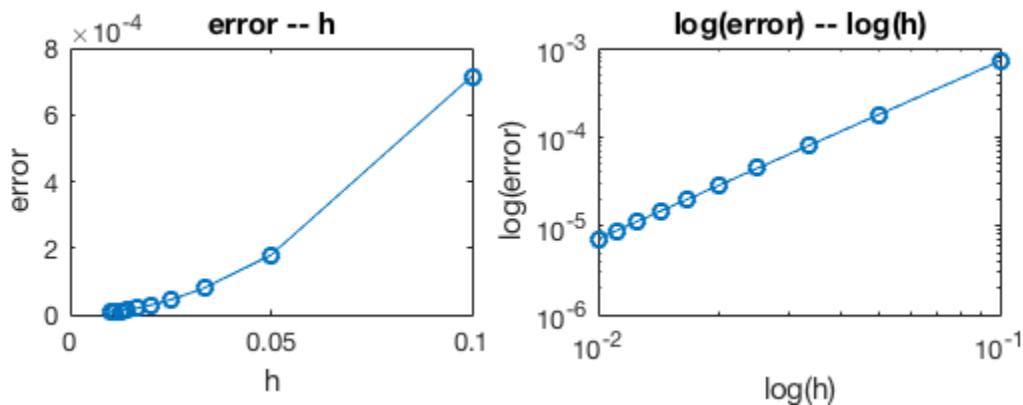 error -- h
×10⁻⁴
8
6
4
2
0
error
0
0.05
0.1
h
log(error) -- log(h)
10⁻³
10⁻⁴
10⁻⁵
10⁻⁶
log(error)
10⁻²
10⁻¹
log(h)